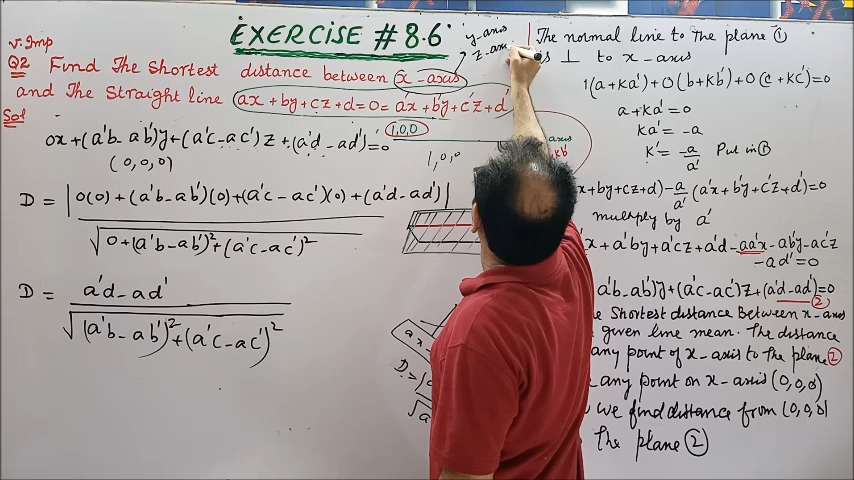 EXERCISE # 8.6
V. Imp
Q2 Find The Shortest distance between x-axis
and The Straight line ax+by+cz+d=0=a'x+b'y+c'z+d'
y-axis
z-axis
Sol
0x+(a'b-ab')y+(a'c-ac')z+(a'd-ad')=0
(0,0,0)
1,0,0
1,0,0
axis
D = |0(0)+(a'b-ab')(0)+(a'c-ac')(0)+(a'd-ad')|
√0+(a'b-ab')²+(a'c-ac')²
D = a'd-ad'
√(a'b-ab')²+(a'c-ac')²
The normal line to The plane ①
is ⊥ to x-axis
1(a+ka')+0(b+kb')+0(c+kc')=0
a+ka'=0
ka'=-a
k'=-a/a' Put in ①
x+by+cz+d)-a/a'(a'x+b'y+c'z+d')=0
multiply by a'
x+a'by+a'cz+a'd-aa'x-ab'y-ac'z
-ad'=0
a'b-ab')y+(a'c-ac')z+(a'd-ad')=0
②
Shortest distance Between x-axis
given line mean. The distance
any point of x-axis to the plane ②
any point on x-axis (0,0,0)
we find distance from (0,0,0)
The plane ②